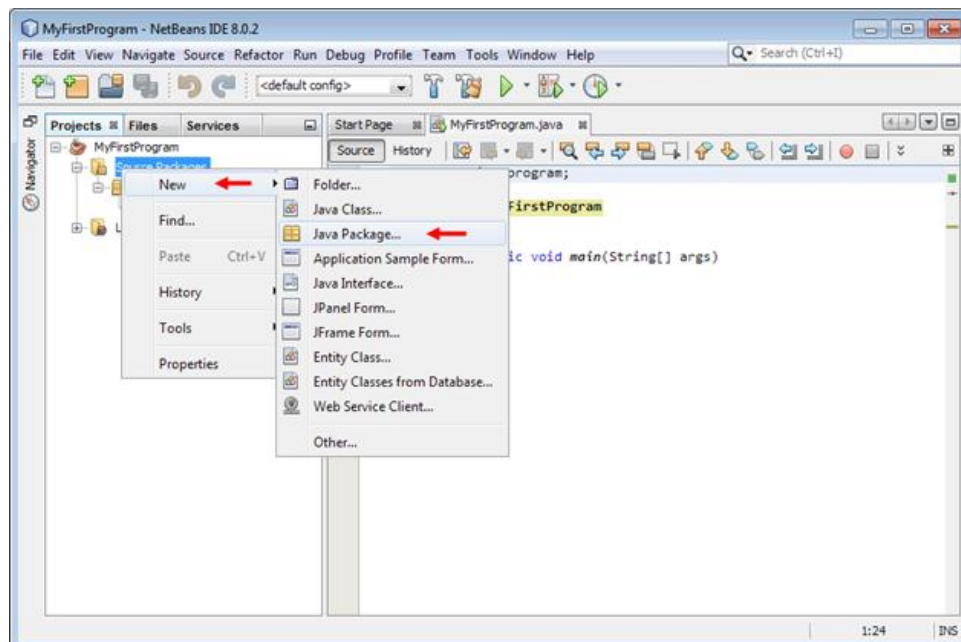 MyFirstProgram - NetBeans IDE 8.0.2
File Edit View Navigate Source Refactor Run Debug Profile Team Tools Window Help
Search (Ctrl+I)
<default config>
Projects Files Services
Start Page MyFirstProgram.java
Navigator
MyFirstProgram
Source History
Source Packages
program;
New
Folder...
Java Class...
FirstProgram
Find...
L
Java Package...
Paste Ctrl+V
Application Sample Form...
ic void main(String[] args)
Java Interface...
History
JPanel Form...
Tools
JFrame Form...
Properties
Entity Class...
Entity Classes from Database...
Web Service Client...
Other...
1:24 INS